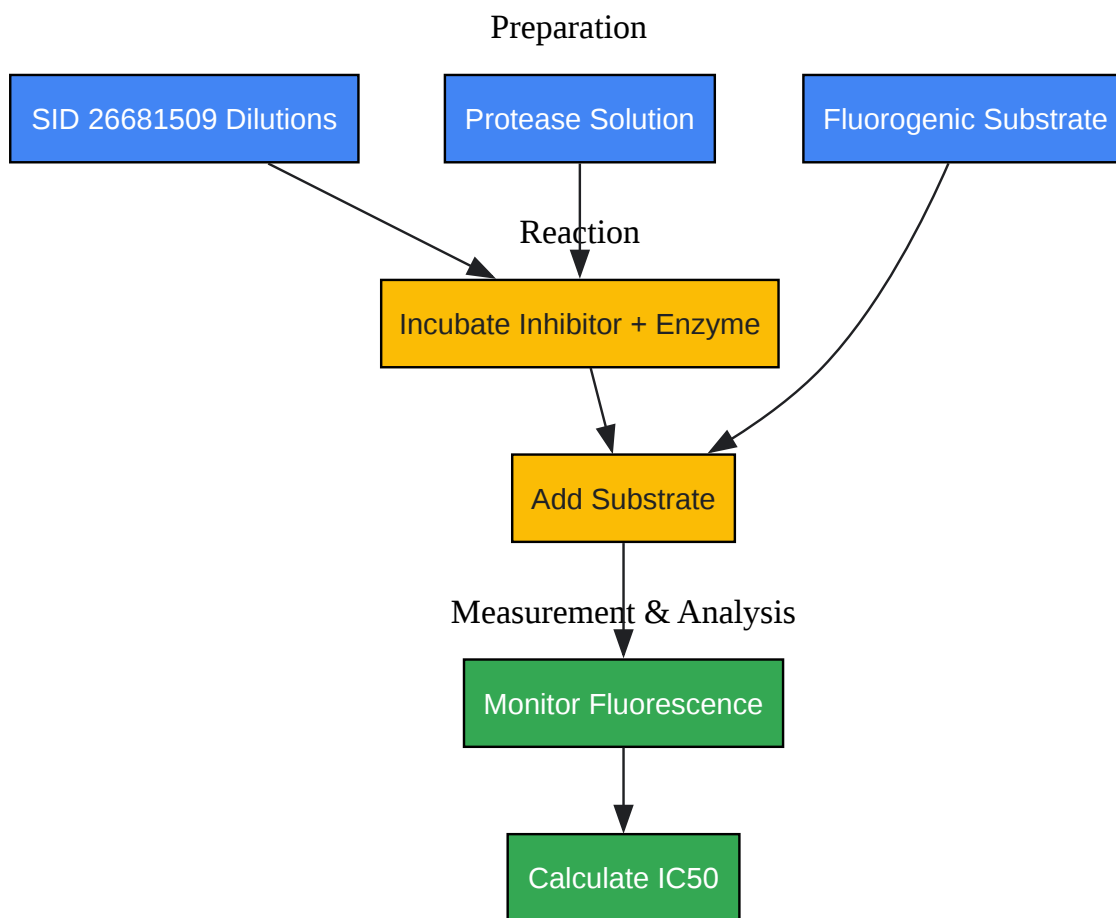 Preparation
SID 26681509 Dilutions
Protease Solution
Fluorogenic Substrate
Reaction
Incubate Inhibitor + Enzyme
Add Substrate
Measurement & Analysis
Monitor Fluorescence
Calculate IC50